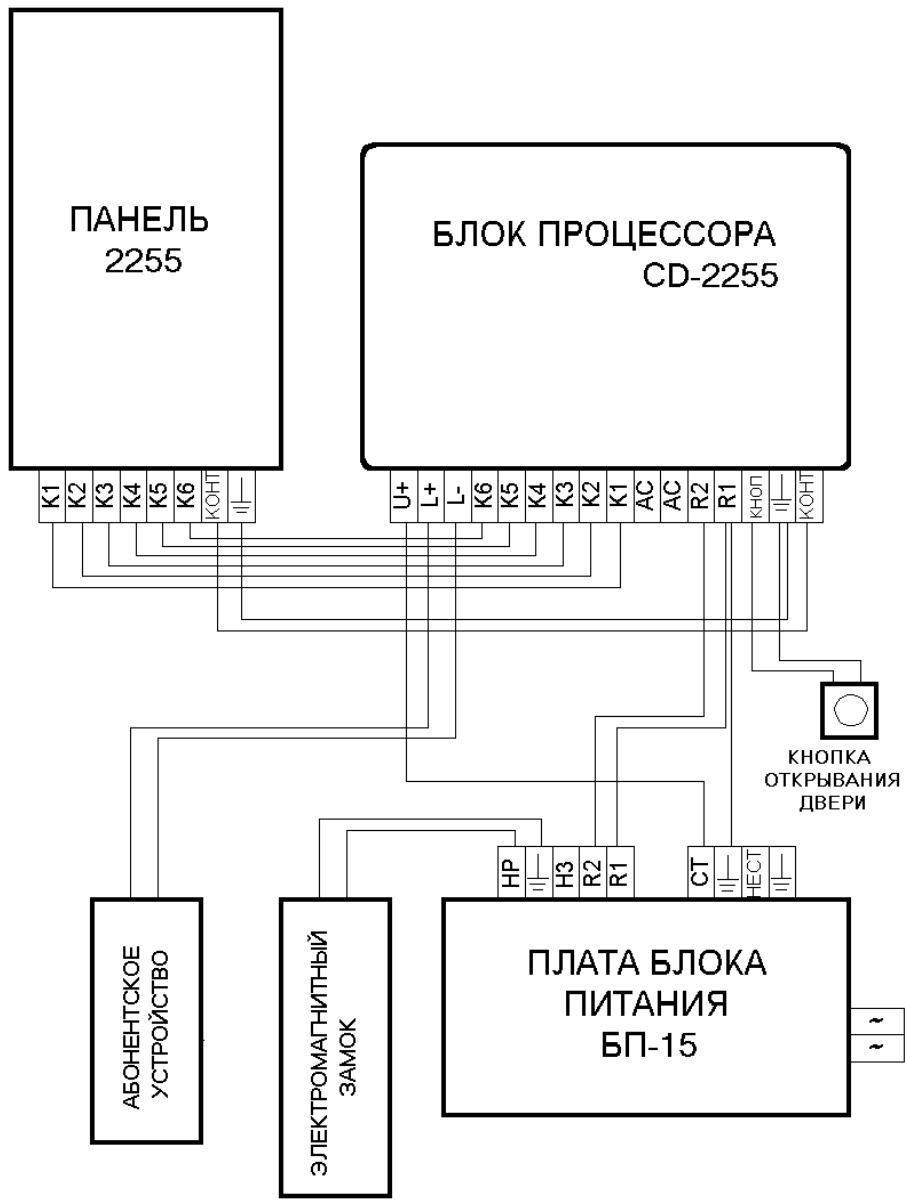 ПАНЕЛЬ
2255
БЛОК ПРОЦЕССОРА
CD-2255
K1 K2 K3 K4 K5 K6 КОНТ
U+ L+ L- K6 K5 K4 K3 K2 K1 AC AC R2 R1 КНОП КОНТ
КНОПКА
ОТКРЫВАНИЯ
ДВЕРИ
НР НЗ R2 R1 СТ НЕСТ
АБОНЕНТСКОЕ
УСТРОЙСТВО
ЭЛЕКТРОМАГНИТНЫЙ
ЗАМОК
ПЛАТА БЛОКА
ПИТАНИЯ
БП-15
~
~